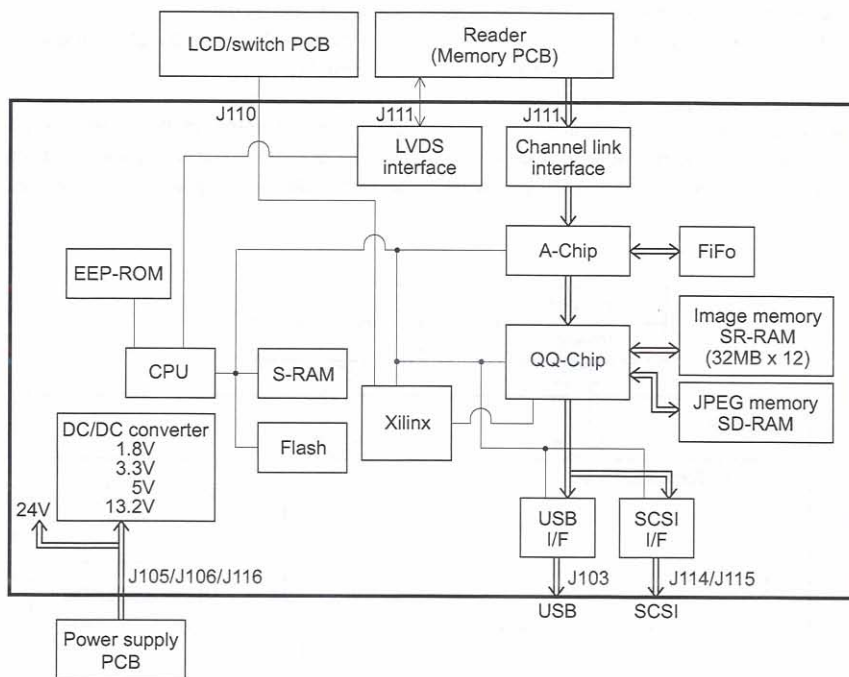 LCD/switch PCB
Reader
(Memory PCB)
J110
J111
J111
LVDS
interface
Channel link
interface
EEP-ROM
A-Chip
FiFo
CPU
S-RAM
QQ-Chip
Image memory
SR-RAM
(32MB x 12)
JPEG memory
SD-RAM
Xilinx
Flash
DC/DC converter
1.8V
3.3V
5V
13.2V
24V
USB
I/F
SCSI
I/F
J105/J106/J116
J103
J114/J115
USB
SCSI
Power supply
PCB